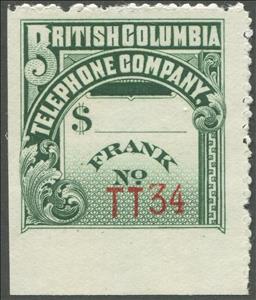 BRITISH COLUMBIA
TELEPHONE COMPANY.
$
FRANK
No
TT34